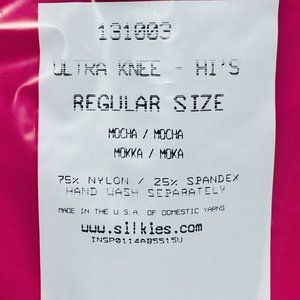 131003
ULTRA KNEE - HI'S
REGULAR SIZE
MOCHA / MOCHA
MOKKA / MOKA
75% NYLON / 25% SPANDEX
HAND WASH SEPARATELY
MADE IN THE U.S.A. OF DOMESTIC YARNS
www.silkies.com
INSP0114AB5515U